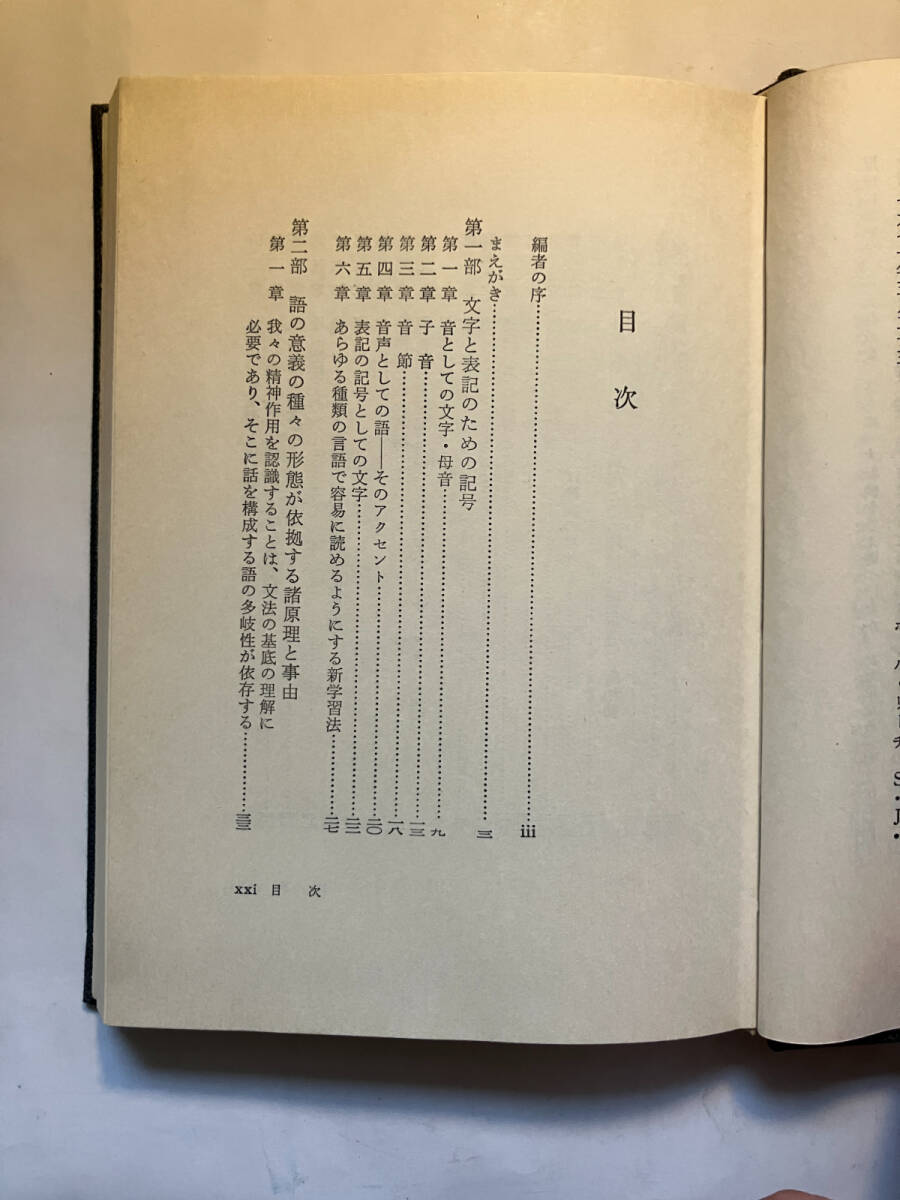 目次
編者の序……iii
まえがき……三
第一部 文字と表記のための記号
第一章 音としての文字・母音……九
第二章 子音……一三
第三章 音節……一八
第四章 音声としての語——そのアクセント……二〇
第五章 表記の記号としての文字……二二
第六章 あらゆる種類の言語で容易に読めるようにする新学習法……二七
第二部 語の意義の種々の形態が依拠する諸原理と事由
第一章 我々の精神作用を認識することは、文法の基底の理解に
必要であり、そこに話を構成する語の多岐性が依存する……三三
xxi 目次
S・J・